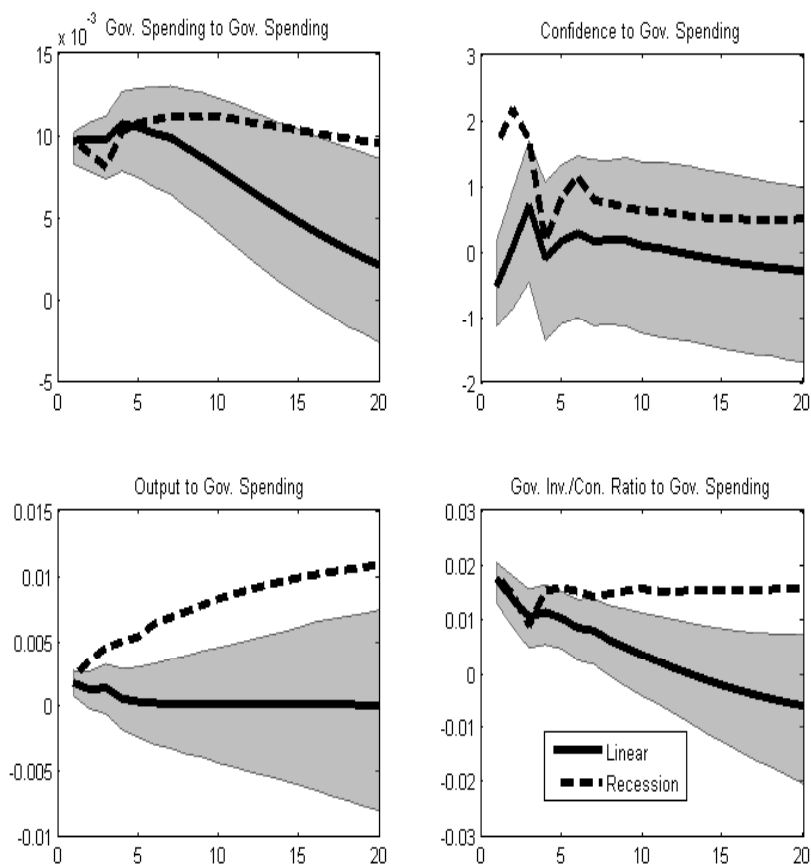 Gov. Spending to Gov. Spending
x 10^-3
15
10
5
0
-5
0 5 10 15 20
Confidence to Gov. Spending
3
2
1
0
-1
-2
0 5 10 15 20
Output to Gov. Spending
0.015
0.01
0.005
0
-0.005
-0.01
0 5 10 15 20
Gov. Inv./Con. Ratio to Gov. Spending
0.03
0.02
0.01
0
-0.01
-0.02
-0.03
0 5 10 15 20
Linear
Recession